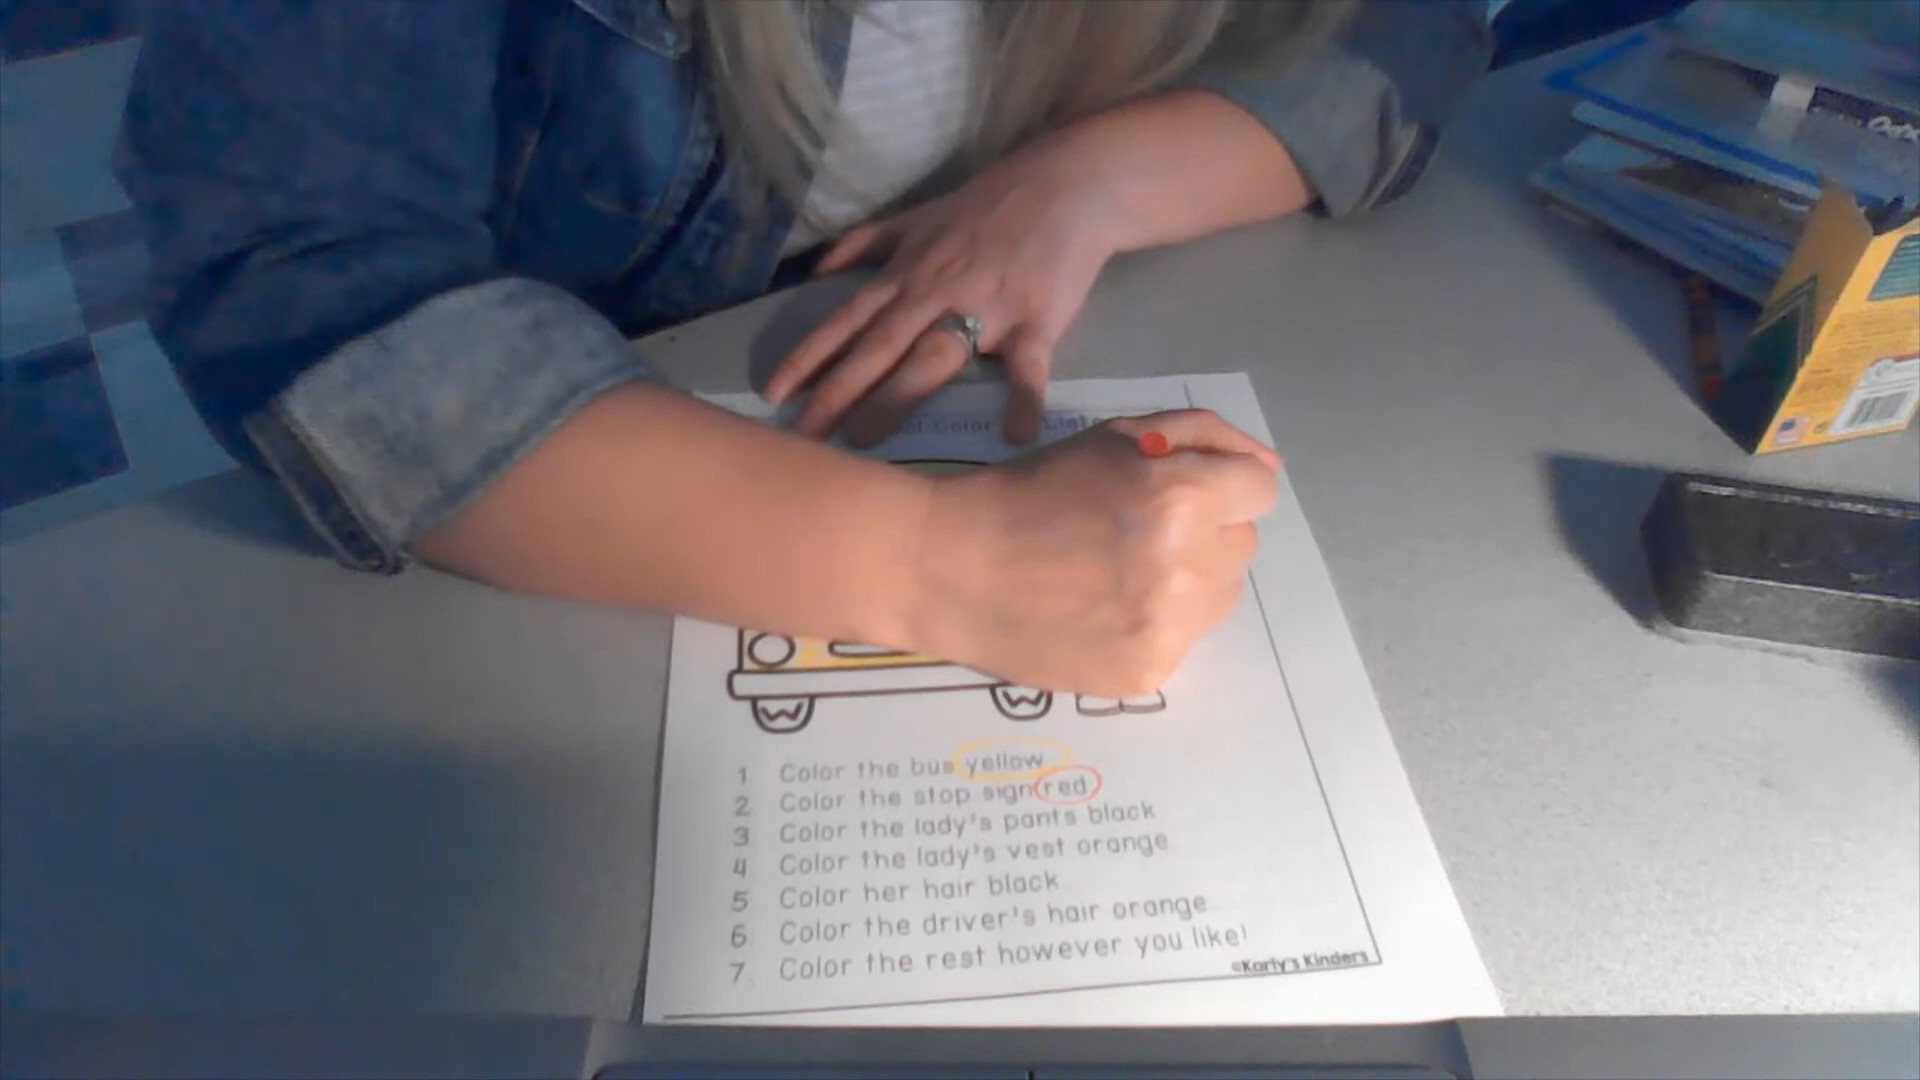 Color
1 Color the bus yellow
2 Color the stop sign red
3 Color the lady's pants black
4 Color the lady's vest orange
5 Color her hair black
6 Color the driver's hair orange
7. Color the rest however you like!
©Karly's Kinders